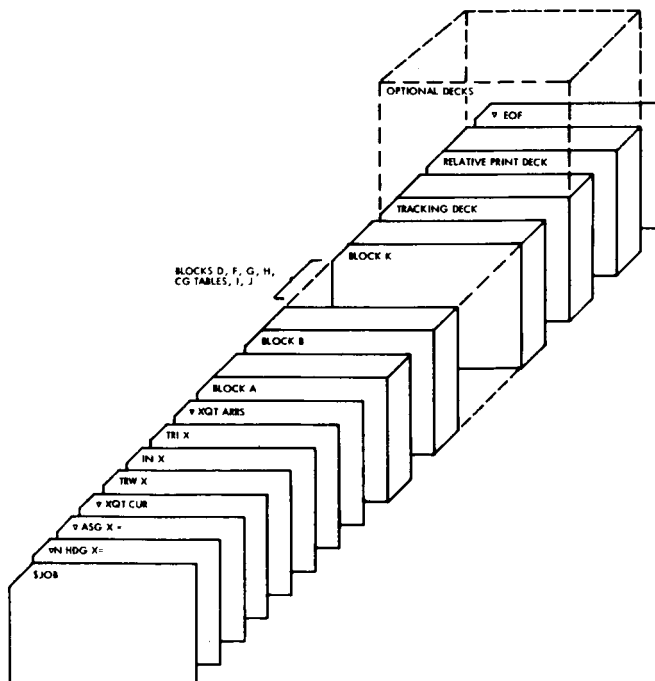 OPTIONAL DECKS
∇ EOF
RELATIVE PRINT DECK
TRACKING DECK
BLOCK K
BLOCKS D, F, G, H,
CG TABLES, I, J
BLOCK B
BLOCK A
∇ XQT ARRS
TRI X
IN X
TRW X
∇ XQT CUR
∇ ASG X =
∇N HDG X=
$JOB